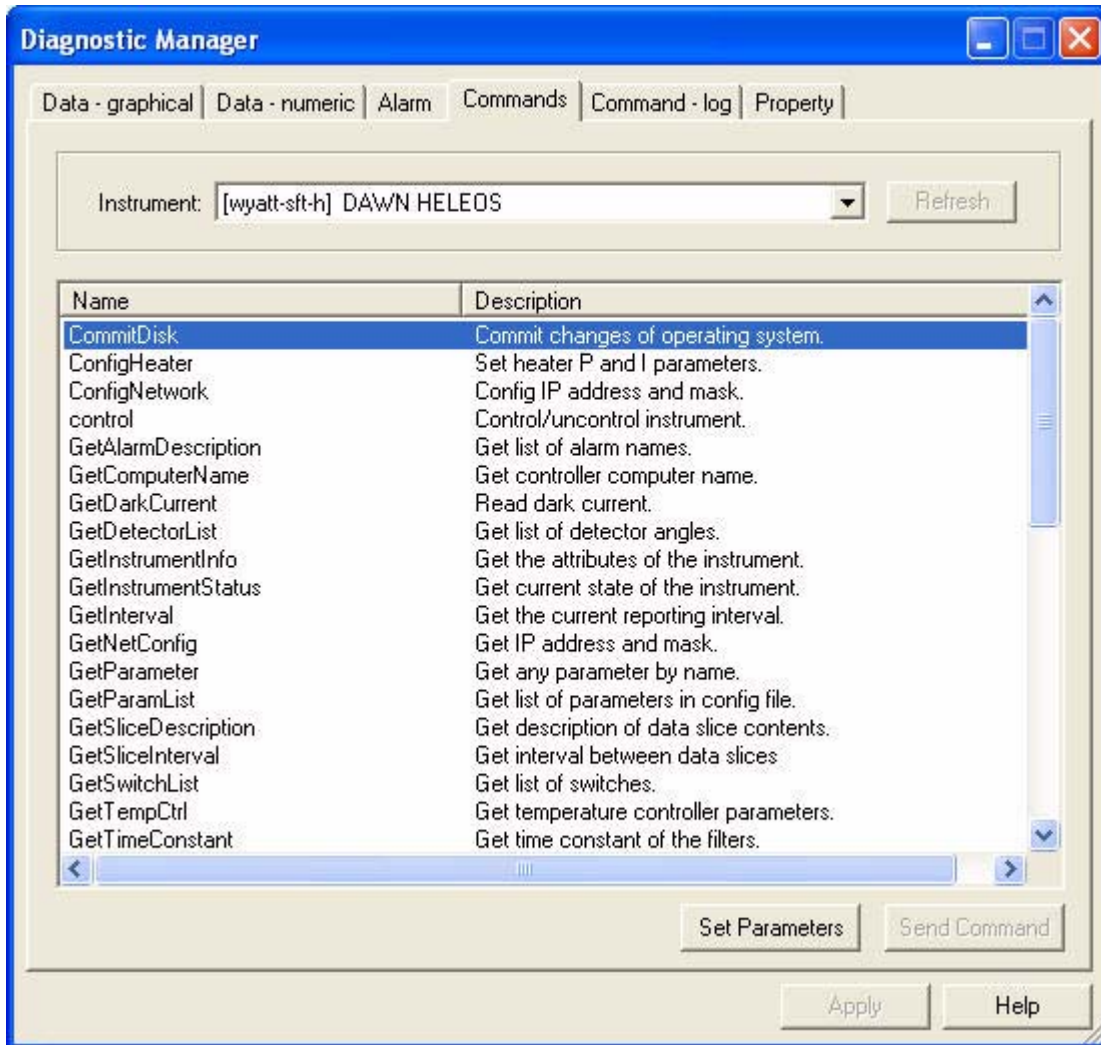 Diagnostic Manager
Data - graphical Data - numeric Alarm Commands Command - log Property
Instrument: [wyatt-sft-h] DAWN HELEOS Refresh
Name Description
CommitDisk Commit changes of operating system.
ConfigHeater Set heater P and I parameters.
ConfigNetwork Config IP address and mask.
control Control/uncontrol instrument.
GetAlarmDescription Get list of alarm names.
GetComputerName Get controller computer name.
GetDarkCurrent Read dark current.
GetDetectorList Get list of detector angles.
GetInstrumentInfo Get the attributes of the instrument.
GetInstrumentStatus Get current state of the instrument.
GetInterval Get the current reporting interval.
GetNetConfig Get IP address and mask.
GetParameter Get any parameter by name.
GetParamList Get list of parameters in config file.
GetSliceDescription Get description of data slice contents.
GetSliceInterval Get interval between data slices
GetSwitchList Get list of switches.
GetTempCtrl Get temperature controller parameters.
GetTimeConstant Get time constant of the filters.
Set Parameters Send Command
Apply Help